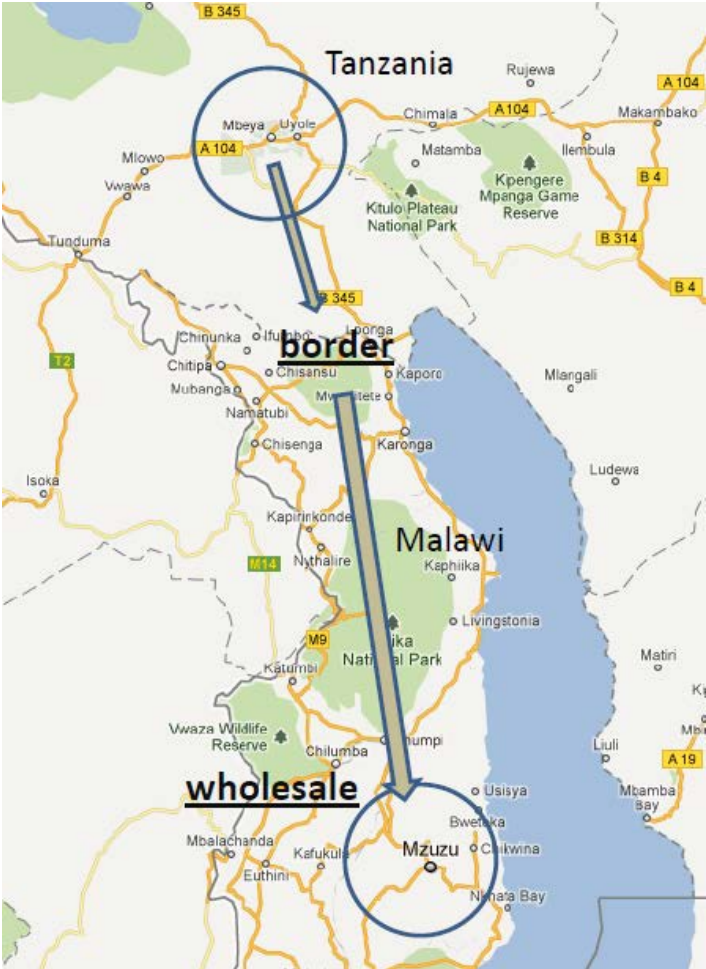 B 345
Tanzania
Rujewa
A 104
Chimala
A 104
Makambako
Mbeya
Uyole
A 104
Matamba
Ilembula
Mlowo
Kipengere
Mpanga Game
Reserve
B 4
Vwawa
Kitulo Plateau
National Park
B 314
Tunduma
B 4
B 345
Chinunka
border
T2
Chitipa
Chisansu
Kaporo
Mlangali
Mubanga
Namatubi
Karonga
Chisenga
Ludewa
Isoka
Kapirinkonde
Malawi
Nythalire
M14
Kaphiika
Livingstonia
M9
National Park
Matiri
Katumbi
Vwaza Wildlife
Reserve
Chilumba
Liuli
A 19
wholesale
Usisya
Mbamba
Bay
Mbalachanda
Kafukule
Mzuzu
Chikwina
Euthini
Nkhata Bay